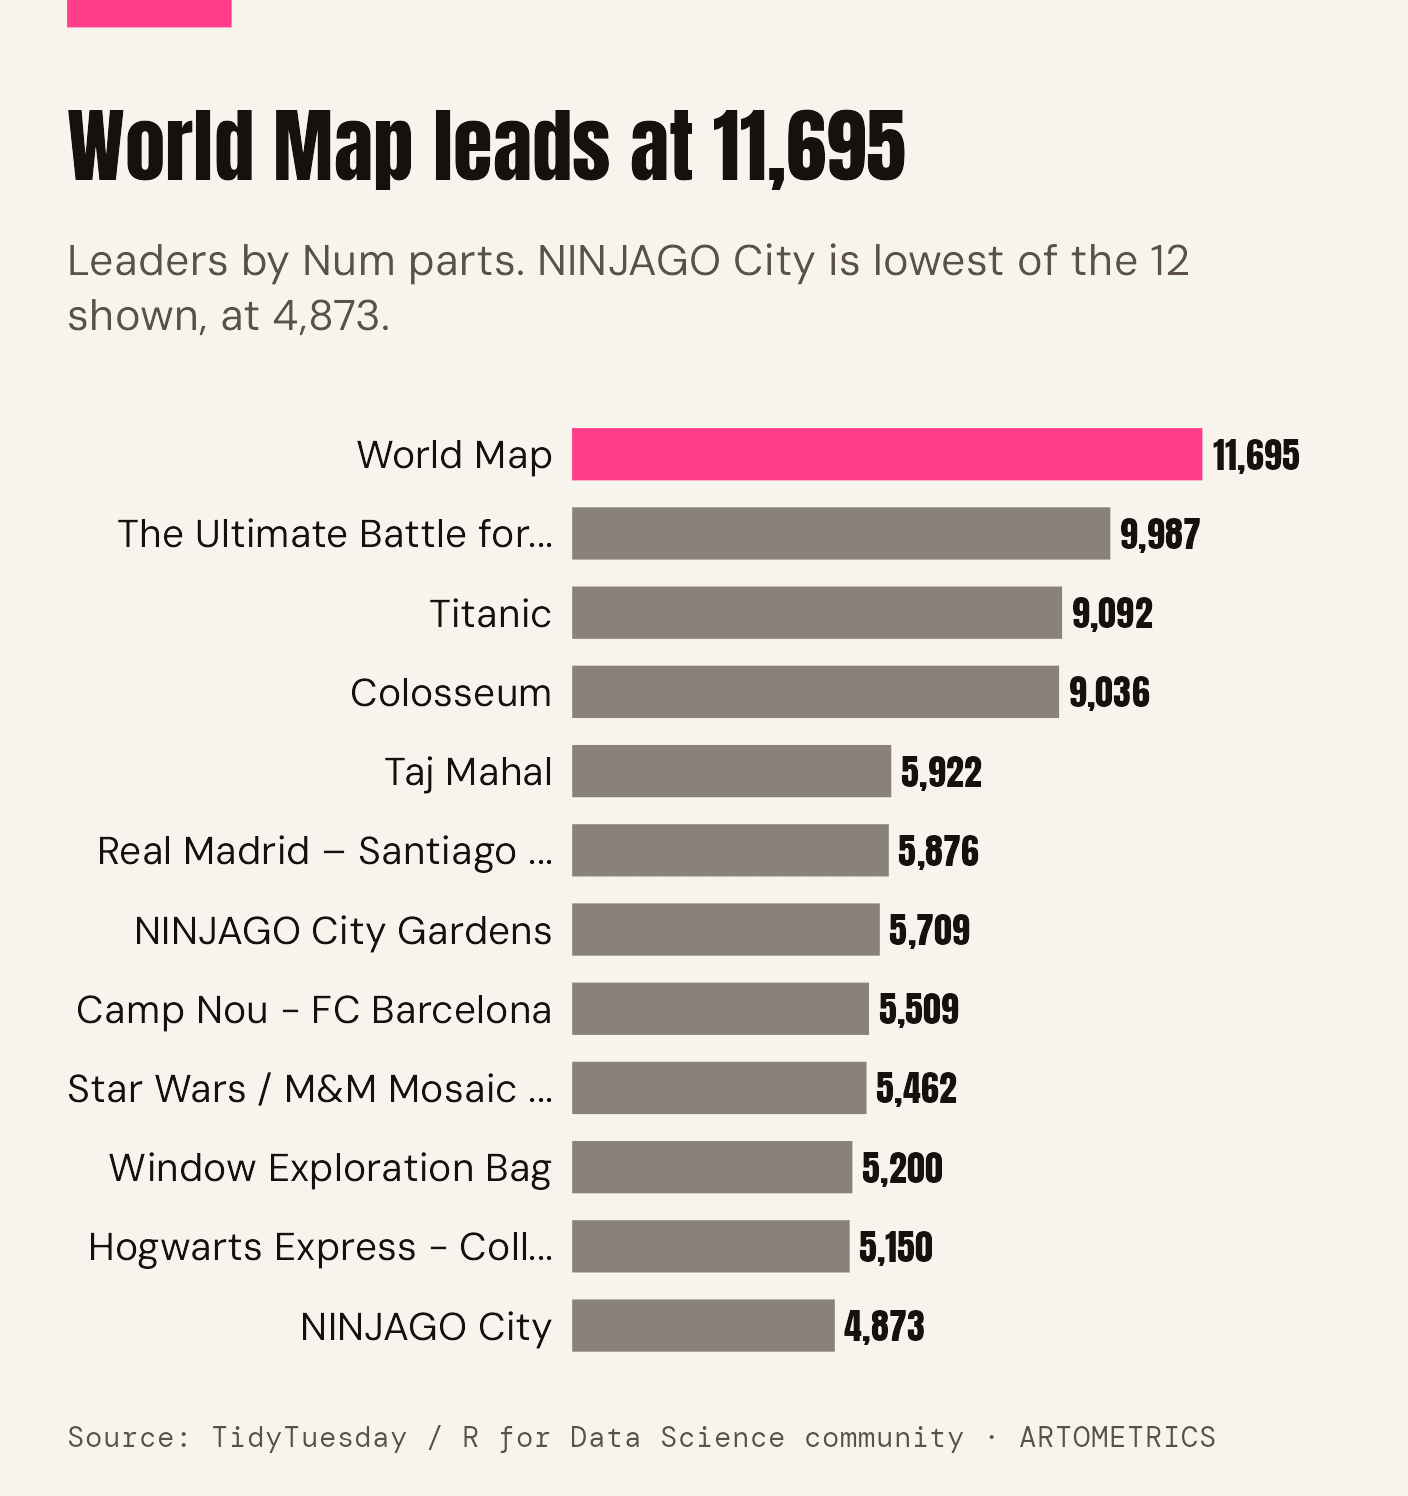 World Map leads at 11,695
Leaders by Num parts. NINJAGO City is lowest of the 12
shown, at 4,873.
World Map 11,695
The Ultimate Battle for... 9,987
Titanic 9,092
Colosseum 9,036
Taj Mahal 5,922
Real Madrid – Santiago ... 5,876
NINJAGO City Gardens 5,709
Camp Nou - FC Barcelona 5,509
Star Wars / M&M Mosaic ... 5,462
Window Exploration Bag 5,200
Hogwarts Express - Coll... 5,150
NINJAGO City 4,873
Source: TidyTuesday / R for Data Science community · ARTOMETRICS